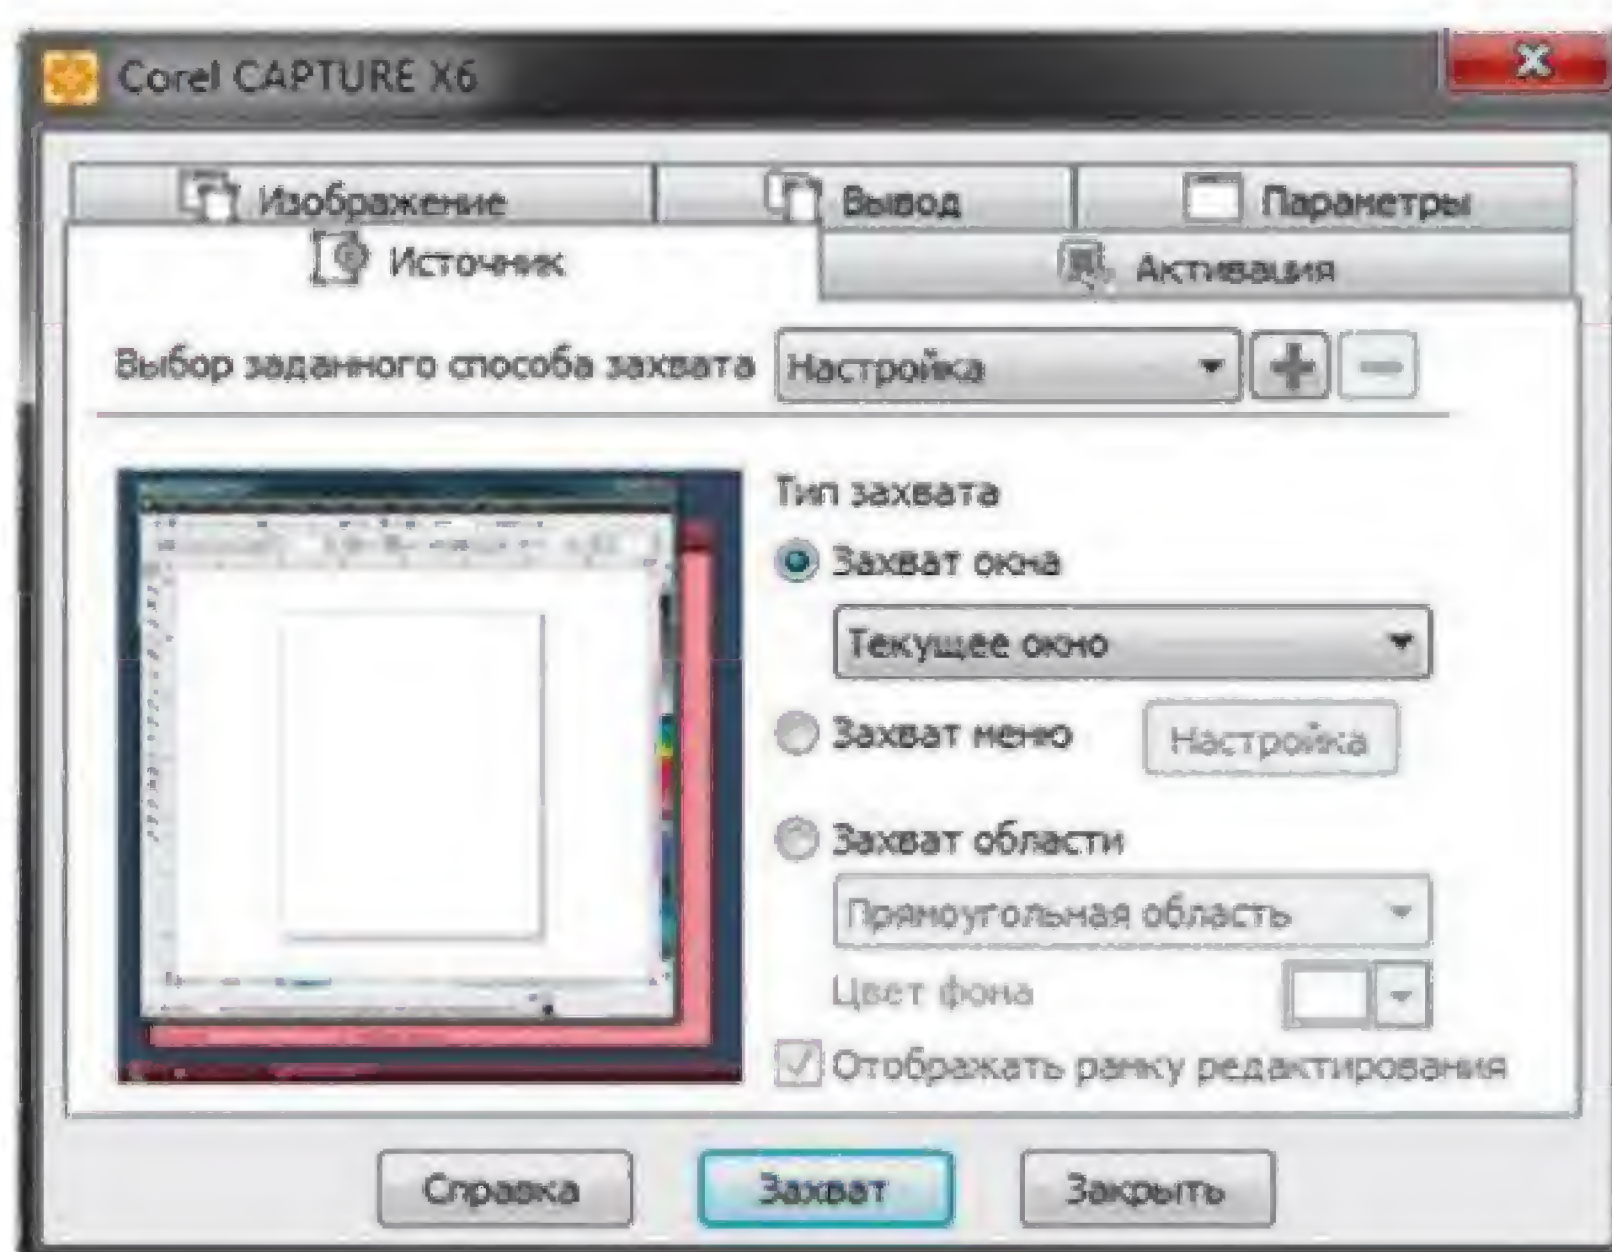 Corel CAPTURE X6
Изображение Вывод Параметры
Источник Активация
Выбор заданного способа захвата Настройка
Тип захвата
Захват окна
Текущее окно
Захват меню Настройка
Захват области
Прямоугольная область
Цвет фона
Отображать рамку редактирования
Справка Захват Закрыть